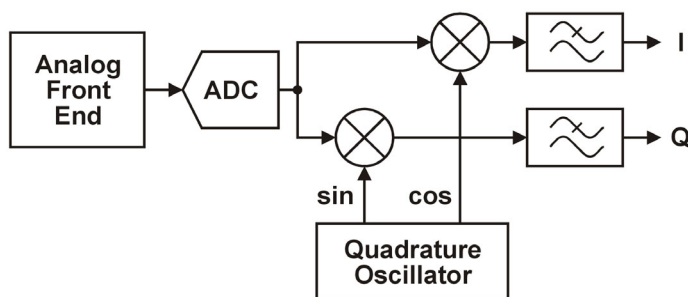 Analog
Front
End
ADC
I
Q
sin
cos
Quadrature
Oscillator